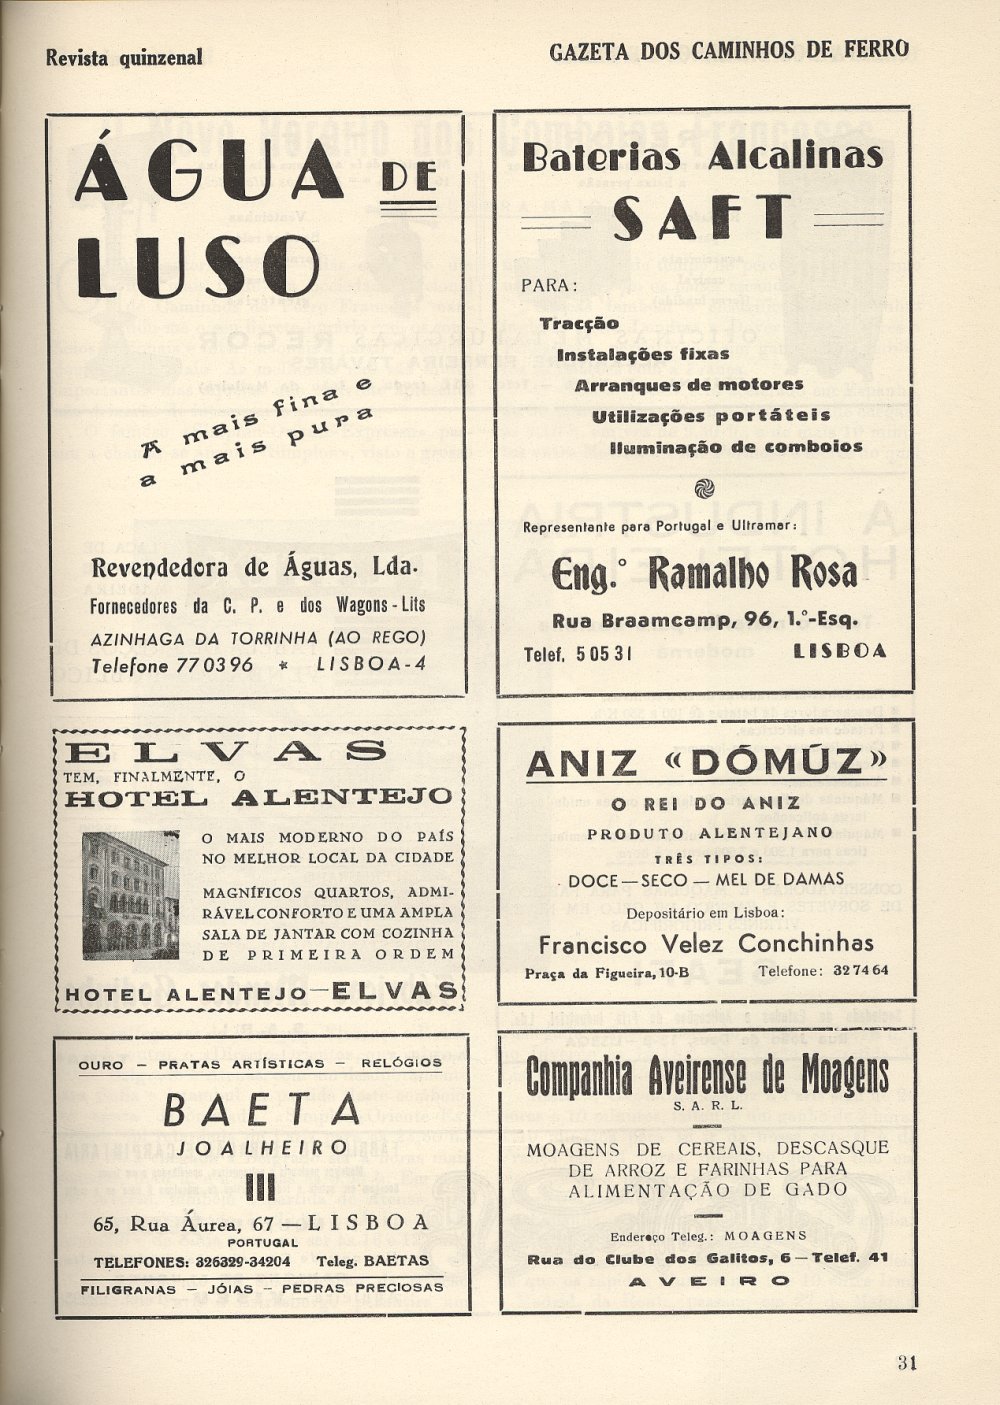 Revista quinzenal
GAZETA DOS CAMINHOS DE FERRO
ÁGUA DE
LUSO
A mais fina e
a mais pura
Revendedora de Águas, Lda.
Fornecedores da C. P. e dos Wagons-Lits
AZINHAGA DA TORRINHA (AO REGO)
Telefone 770396 * LISBOA-4
Baterias Alcalinas
SAFT
PARA:
Tracção
Instalações fixas
Arranques de motores
Utilizações portáteis
Iluminação de comboios
Representante para Portugal e Ultramar:
Eng.° Ramalho Rosa
Rua Braamcamp, 96, 1.°-Esq.
Telef. 50531 LISBOA
ELVAS
TEM, FINALMENTE, O
HOTEL ALENTEJO
O MAIS MODERNO DO PAÍS
NO MELHOR LOCAL DA CIDADE
MAGNÍFICOS QUARTOS, ADMI-
RÁVEL CONFORTO E UMA AMPLA
SALA DE JANTAR COM COZINHA
DE PRIMEIRA ORDEM
HOTEL ALENTEJO—ELVAS
ANIZ «DÓMÚZ»
O REI DO ANIZ
PRODUTO ALENTEJANO
TRÊS TIPOS:
DOCE—SECO—MEL DE DAMAS
Depositário em Lisboa:
Francisco Velez Conchinhas
Praça da Figueira, 10-B Telefone: 327464
OURO — PRATAS ARTÍSTICAS — RELÓGIOS
BAETA
JOALHEIRO
65, Rua Áurea, 67 — LISBOA
PORTUGAL
TELEFONES: 326329-34204 Teleg. BAETAS
FILIGRANAS — JÓIAS — PEDRAS PRECIOSAS
Companhia Aveirense de Moagens
S. A. R. L.
MOAGENS DE CEREAIS, DESCASQUE
DE ARROZ E FARINHAS PARA
ALIMENTAÇÃO DE GADO
Endereço Teleg.: MOAGENS
Rua do Clube dos Galitos, 6 — Telef. 41
AVEIRO
31